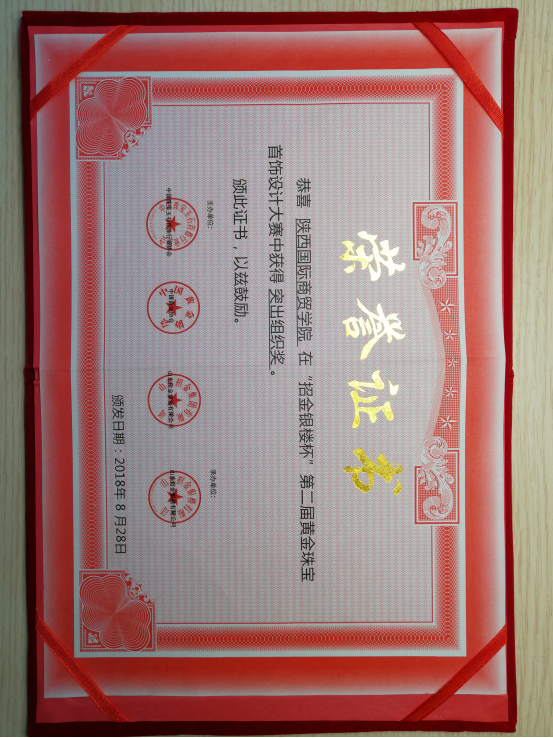 荣誉证书
恭喜 陕西国际商贸学院 在 “招金银楼杯”第二届黄金珠宝
首饰设计大赛中获得 突出组织奖 。
颁此证书，以兹鼓励。
主办单位:
承办单位:
颁发日期：2018年 8 月28日